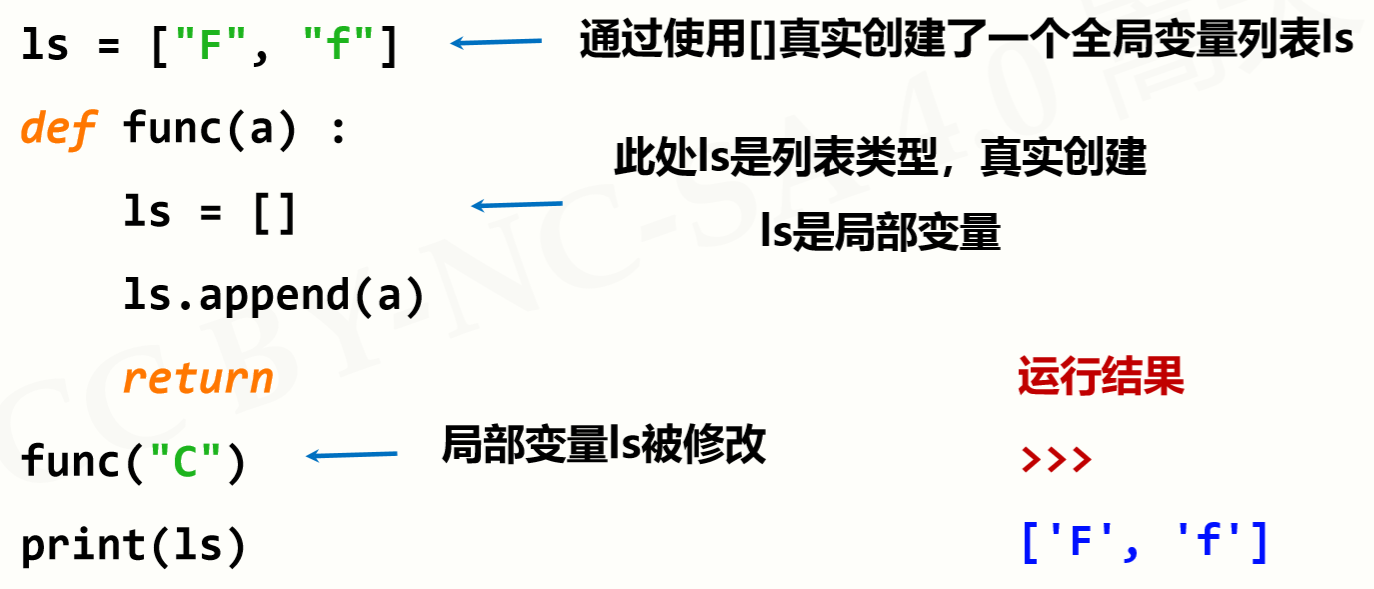 ls = ["F", "f"]
通过使用[]真实创建了一个全局变量列表ls
def func(a) :
此处ls是列表类型，真实创建
ls = []
ls是局部变量
ls.append(a)
return
运行结果
func("C")
局部变量ls被修改
>>>
print(ls)
['F', 'f']
CC BY-NC-SA 4.0 嵩天